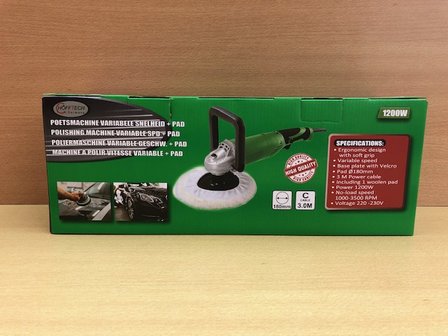 HOFFTECH
POETSMACHINE VARIABELE SNELHEID + PAD
POLISHING MACHINE VARIABLE SPD + PAD
POLIERMASCHINE VARIABLE GESCHW. + PAD
MACHINE A POLIR VITESSE VARIABLE + PAD
1200W
HIGH QUALITY
180mm
C
CABLE
3.0M
SPECIFICATIONS:
• Ergonomic design
with soft grip
• Variable speed
• Base plate with Velcro
• Pad Ø180mm
• 3 M Power cable
• Including 1 woolen pad
• Power 1200W
• No-load speed
1000-3500 RPM
• Voltage 220 -230V